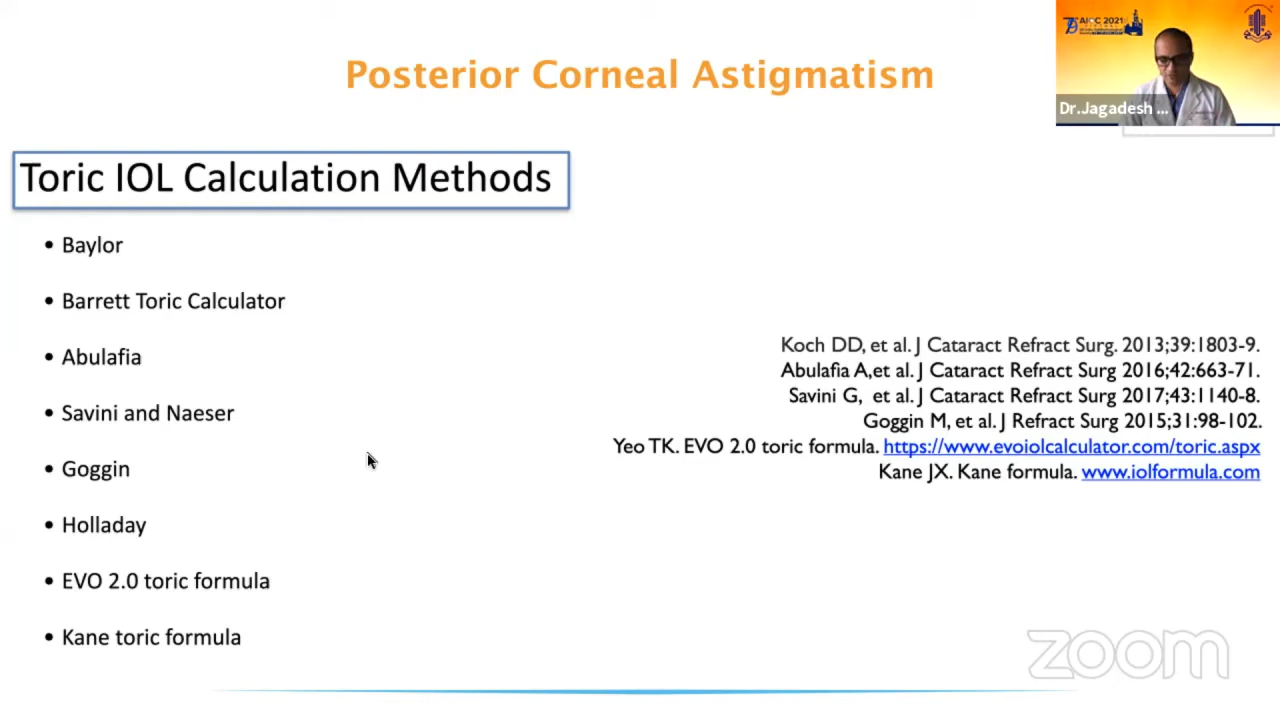 AIOC 2021
Posterior Corneal Astigmatism
Dr.Jagadesh ...
Toric IOL Calculation Methods
• Baylor
• Barrett Toric Calculator
• Abulafia
• Savini and Naeser
• Goggin
• Holladay
• EVO 2.0 toric formula
• Kane toric formula
Koch DD, et al. J Cataract Refract Surg. 2013;39:1803-9.
Abulafia A,et al. J Cataract Refract Surg 2016;42:663-71.
Savini G, et al. J Cataract Refract Surg 2017;43:1140-8.
Goggin M, et al. J Refract Surg 2015;31:98-102.
Yeo TK. EVO 2.0 toric formula. https://www.evoiolcalculator.com/toric.aspx
Kane JX. Kane formula. www.iolformula.com
zoom